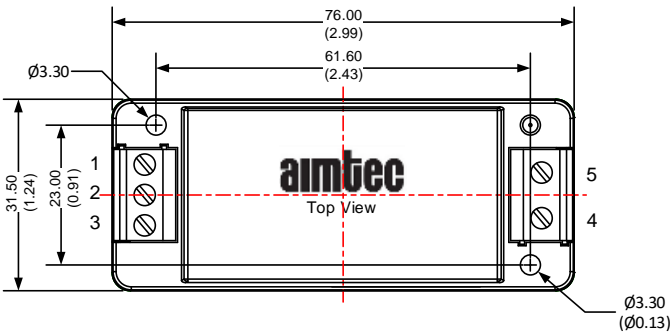 76.00
(2.99)
61.60
(2.43)
Ø3.30
31.50
(1.24)
23.00
(0.91)
1
2
3
aimtec
Top View
5
4
Ø3.30
(Ø0.13)